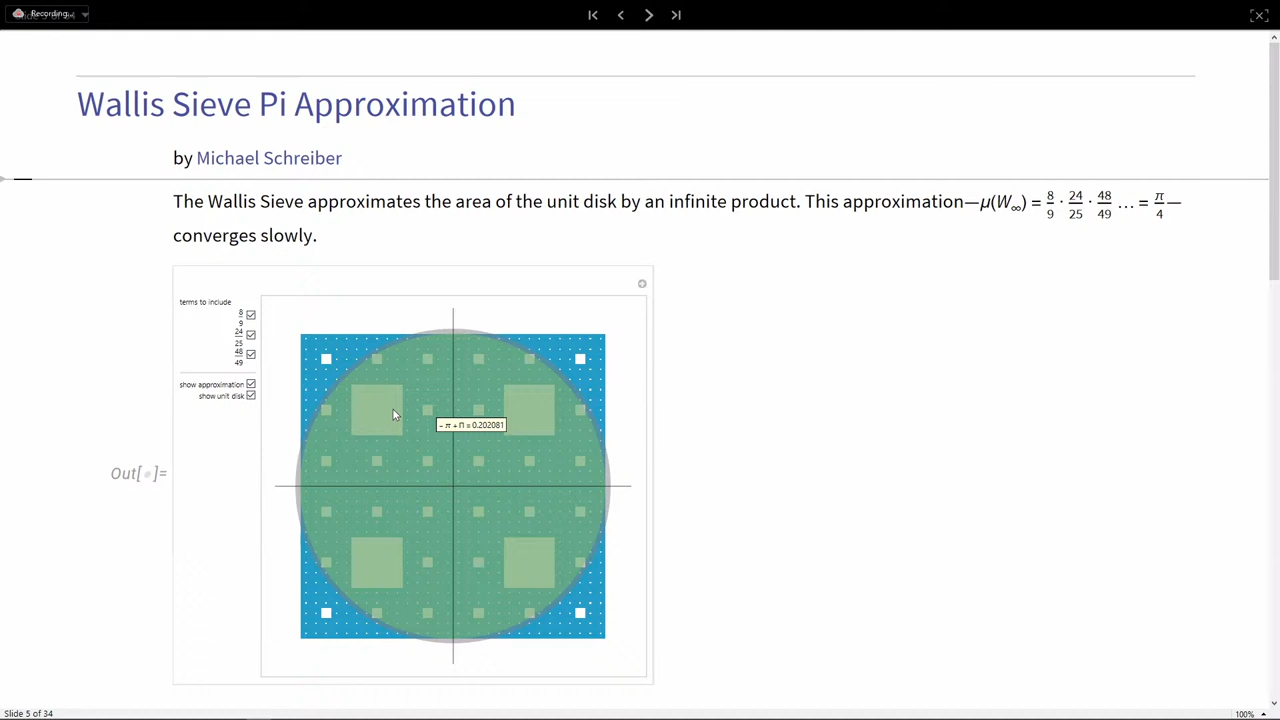 Recording...
Wallis Sieve Pi Approximation
by Michael Schreiber
The Wallis Sieve approximates the area of the unit disk by an infinite product. This approximation—μ(W∞) = 8/9 · 24/25 · 48/49 … = π/4—
converges slowly.
terms to include
8/9
24/25
48/49
show approximation
show unit disk
- π + Π = 0.202081
Out[ ]=
Slide 5 of 34
100%